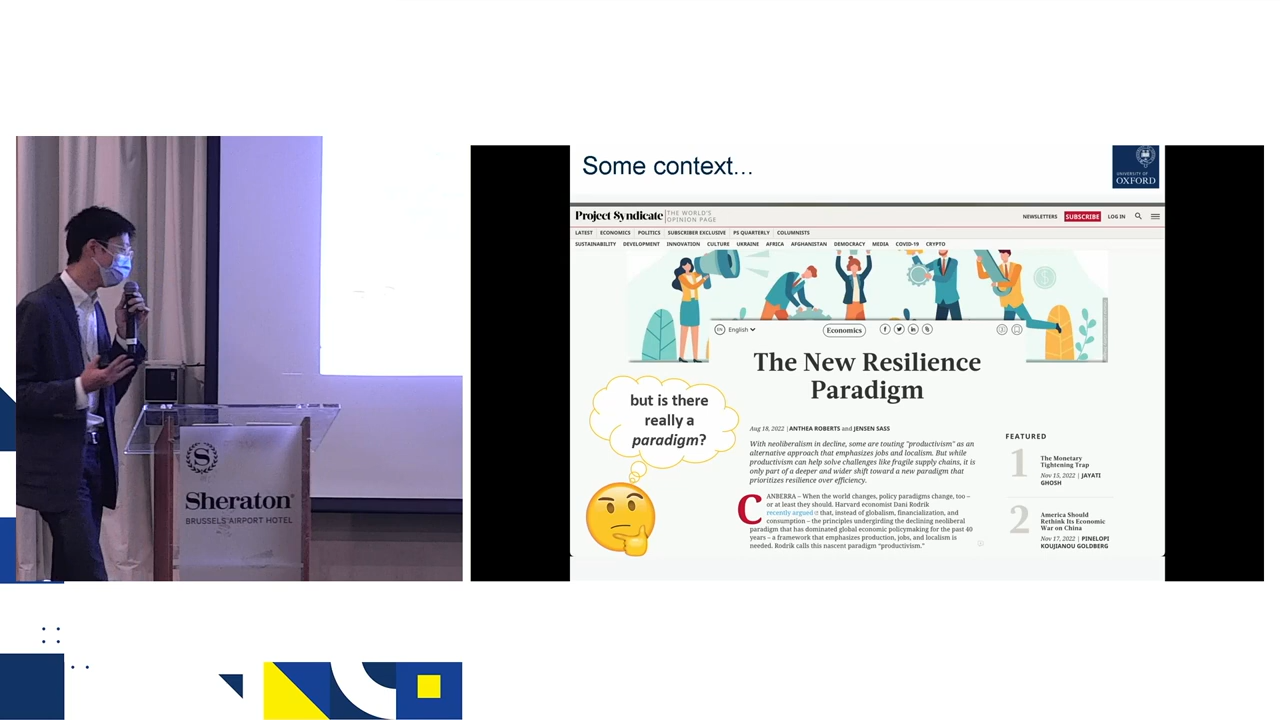 Some context...
UNIVERSITY OF
OXFORD
Project Syndicate
THE WORLD'S
OPINION PAGE
NEWSLETTERS
SUBSCRIBE
LOG IN
LATEST
ECONOMICS
POLITICS
SUBSCRIBER EXCLUSIVE
PS QUARTERLY
COLUMNISTS
SUSTAINABILITY
DEVELOPMENT
INNOVATION
CULTURE
UKRAINE
AFRICA
AFGHANISTAN
DEMOCRACY
MEDIA
COVID-19
CRYPTO
EN
English
Economics
The New Resilience
Paradigm
but is there
really a
paradigm?
Aug 18, 2022 | ANTHEA ROBERTS and JENSEN SASS
With neoliberalism in decline, some are touting "productivism" as an
alternative approach that emphasizes jobs and localism. But while
productivism can help solve challenges like fragile supply chains, it is
only part of a deeper and wider shift toward a new paradigm that
prioritizes resilience over efficiency.
CANBERRA – When the world changes, policy paradigms change, too –
or at least they should. Harvard economist Dani Rodrik
recently argued that, instead of globalism, financialization, and
consumption – the principles undergirding the declining neoliberal
paradigm that has dominated global economic policymaking for the past 40
years – a framework that emphasizes production, jobs, and localism is
needed. Rodrik calls this nascent paradigm “productivism.”
FEATURED
1
The Monetary
Tightening Trap
Nov 15, 2022 | JAYATI
GHOSH
2
America Should
Rethink Its Economic
War on China
Nov 17, 2022 | PINELOPI
KOUJIANOU GOLDBERG
S
Sheraton
BRUSSELS AIRPORT HOTEL